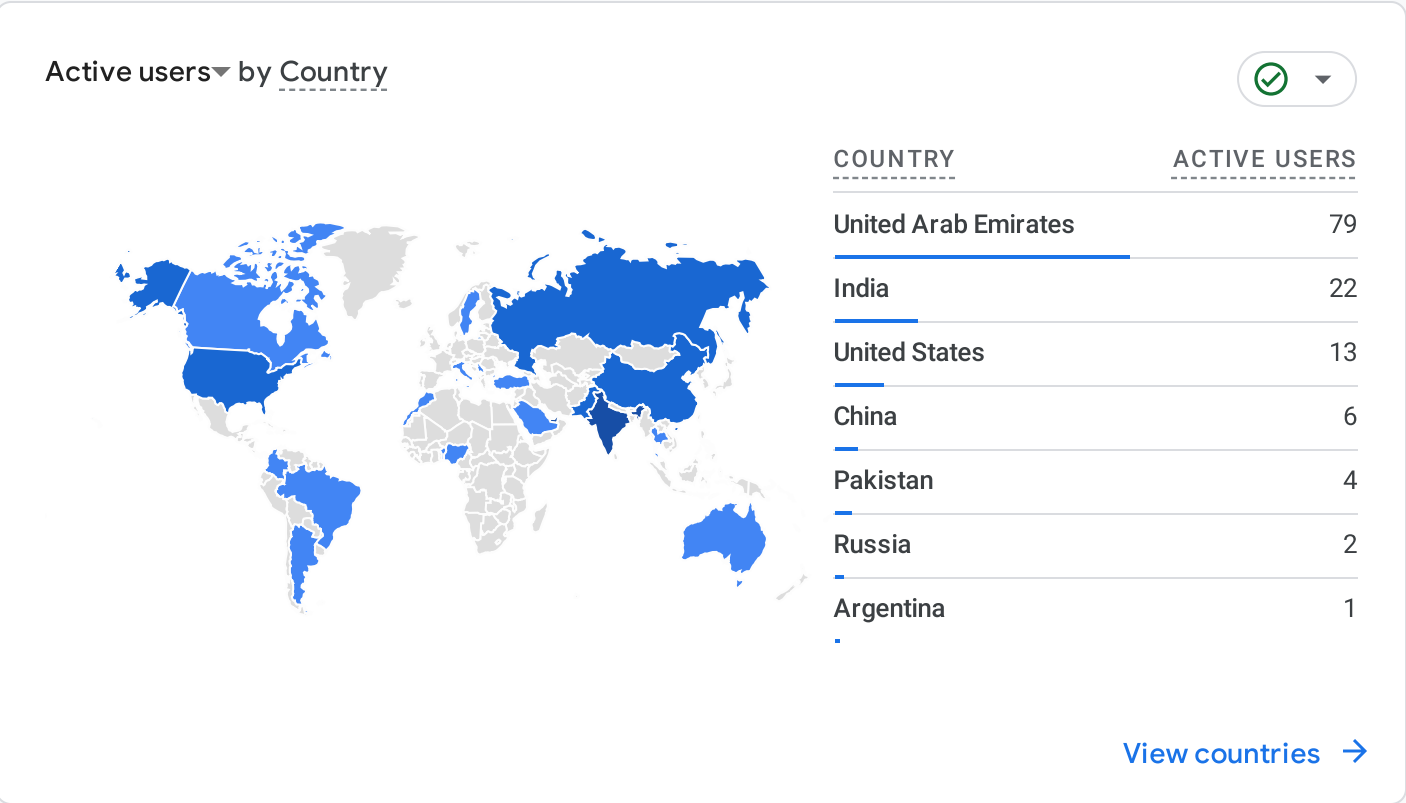 Active users by Country
COUNTRY ACTIVE USERS
United Arab Emirates 79
India 22
United States 13
China 6
Pakistan 4
Russia 2
Argentina 1
View countries